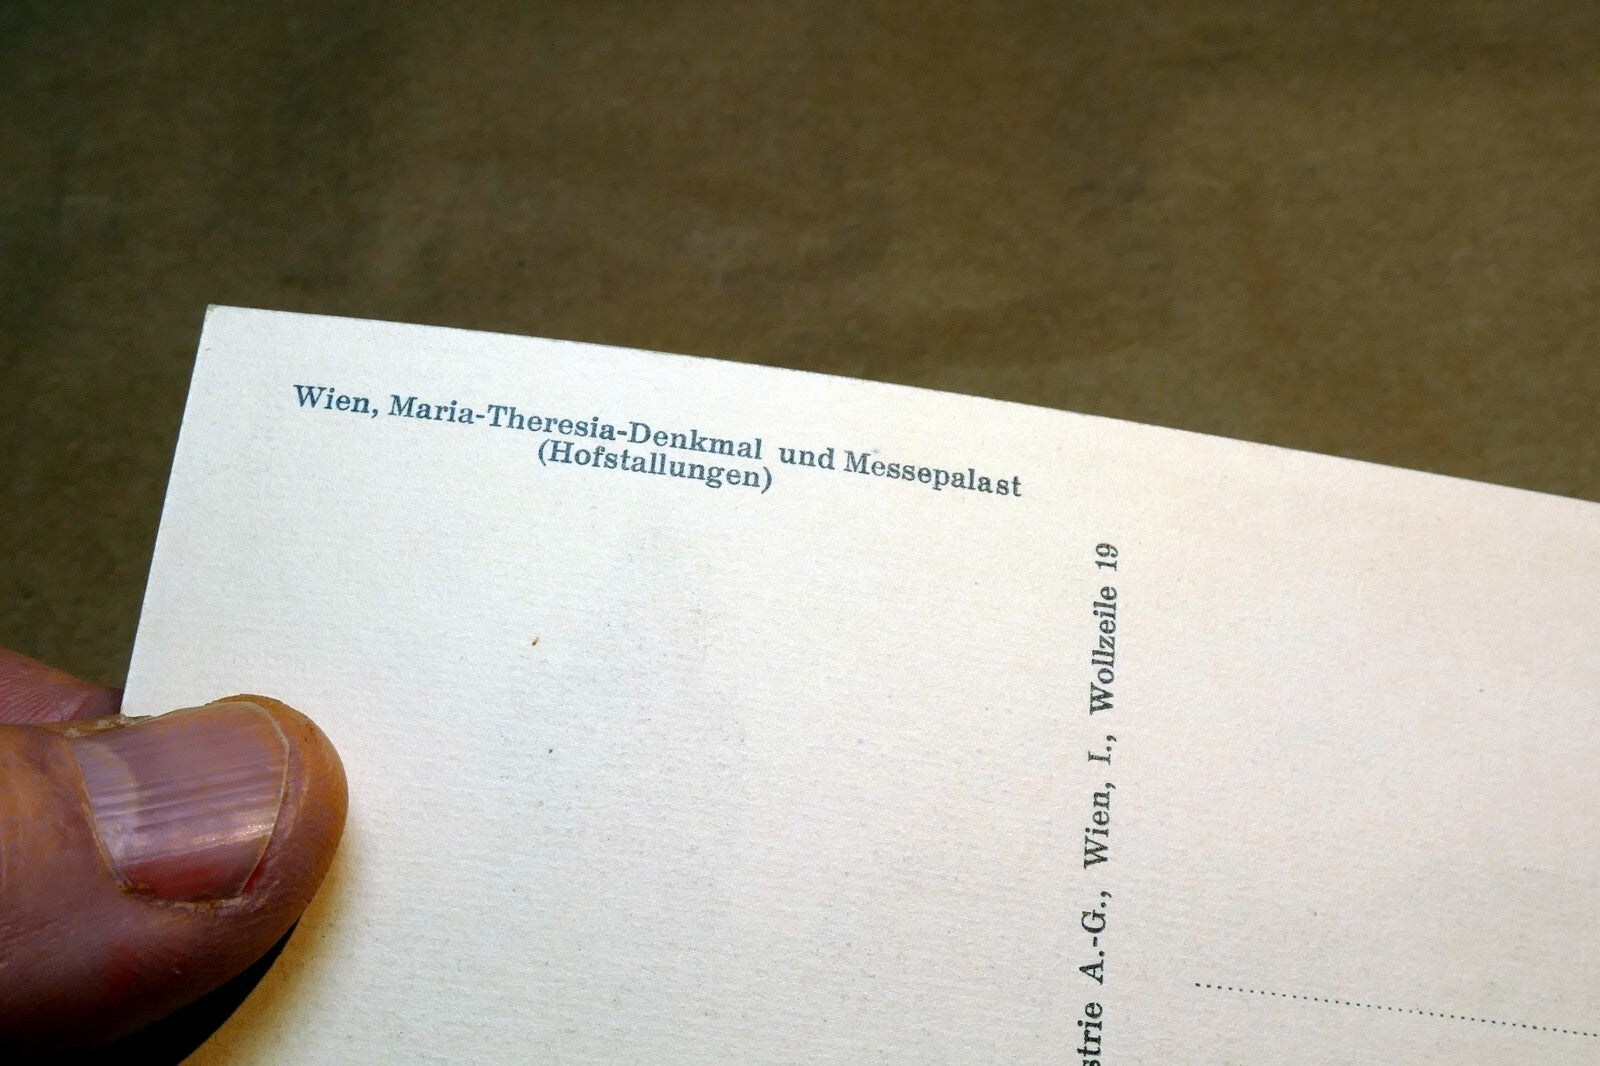 Wien, Maria-Theresia-Denkmal und Messepalast
(Hofstallungen)
strie A.-G., Wien, I., Wollzeile 19